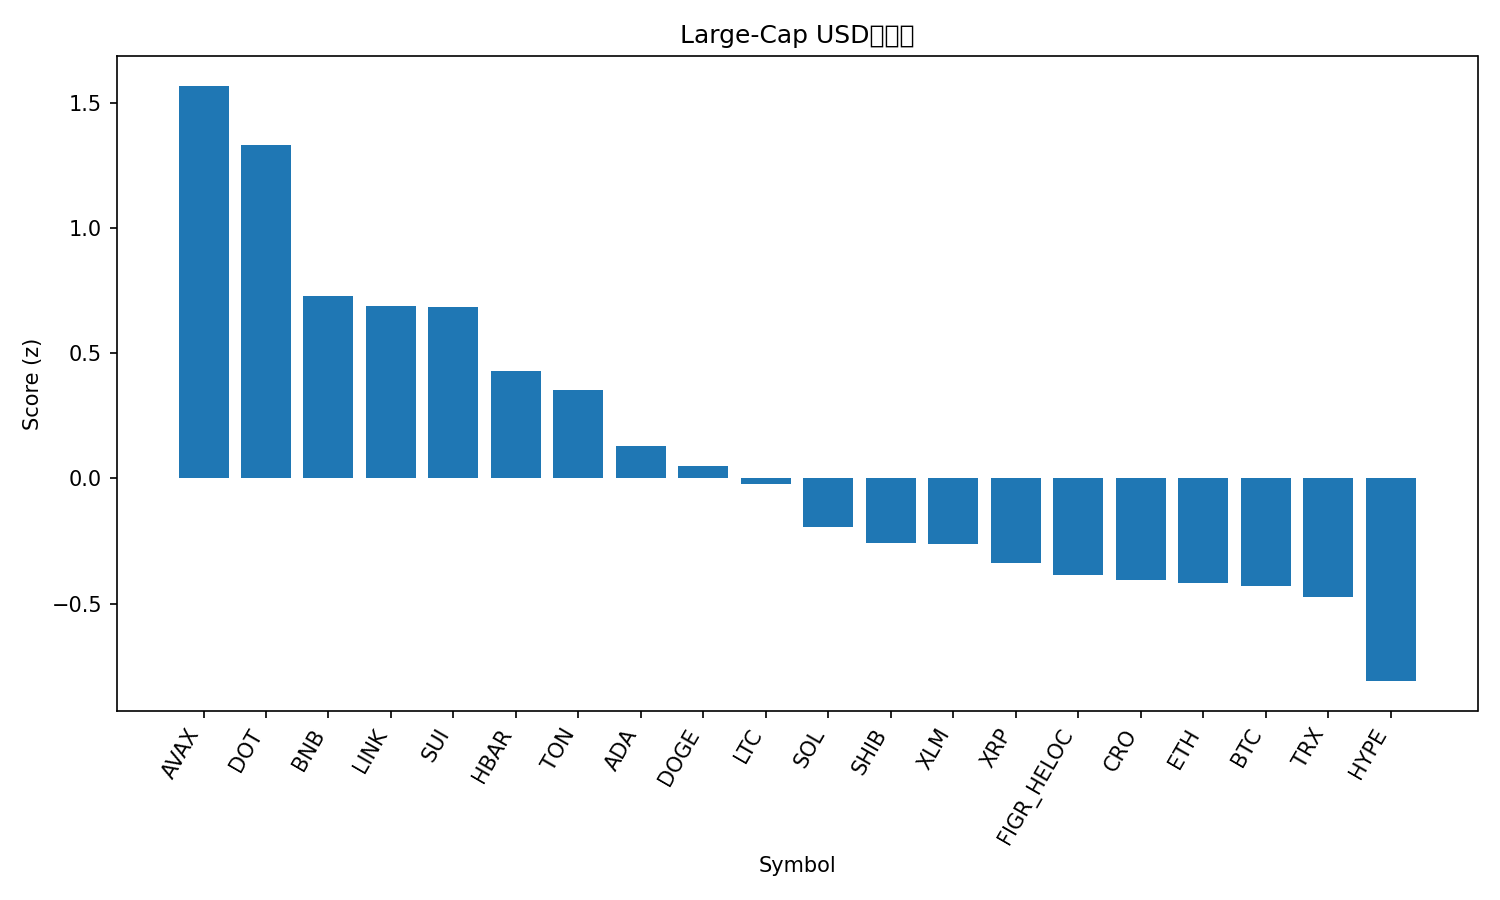 Large-Cap USD
Score (z)
1.5
1.0
0.5
0.0
−0.5
AVAX
DOT
BNB
LINK
SUI
HBAR
TON
ADA
DOGE
LTC
SOL
SHIB
XLM
XRP
FIGR_HELOC
CRO
ETH
BTC
TRX
HYPE
Symbol